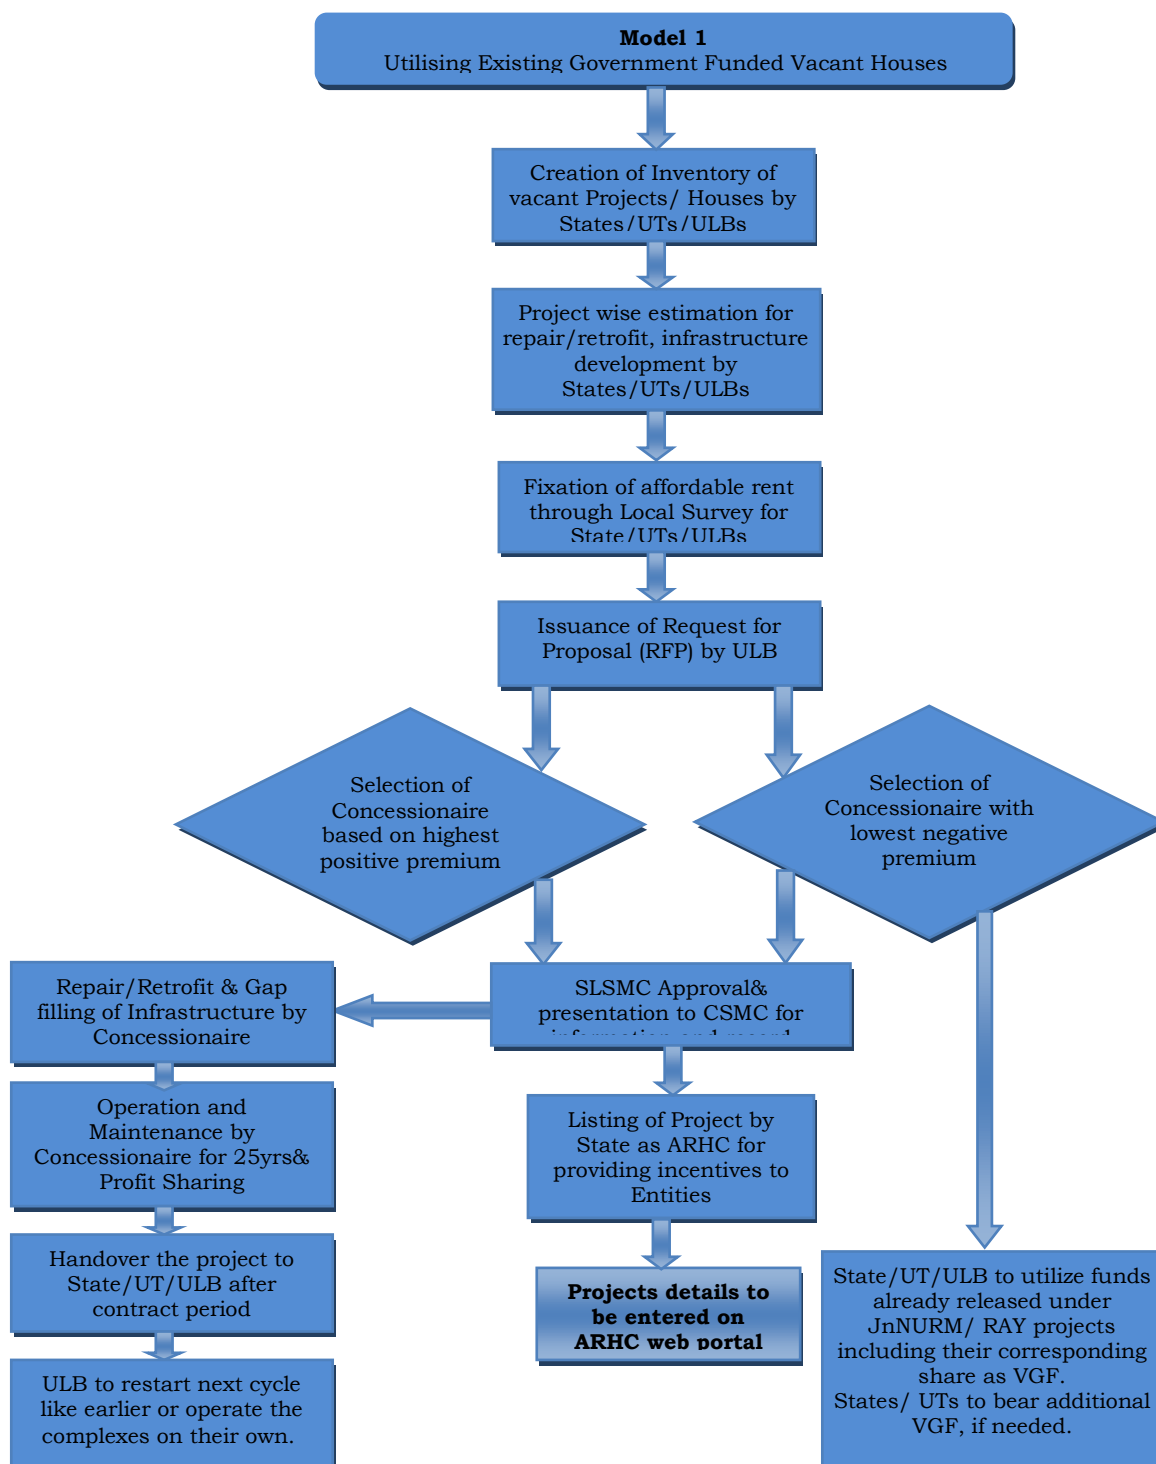 Model 1
Utilising Existing Government Funded Vacant Houses
Creation of Inventory of
vacant Projects/ Houses by
States/UTs/ULBs
Project wise estimation for
repair/retrofit, infrastructure
development by
States/UTs/ULBs
Fixation of affordable rent
through Local Survey for
State/UTs/ULBs
Issuance of Request for
Proposal (RFP) by ULB
Selection of
Concessionaire
based on highest
positive premium
Selection of
Concessionaire with
lowest negative
premium
SLSMC Approval&
presentation to CSMC for
information and record
Repair/Retrofit & Gap
filling of Infrastructure by
Concessionaire
Operation and
Maintenance by
Concessionaire for 25yrs&
Profit Sharing
Handover the project to
State/UT/ULB after
contract period
ULB to restart next cycle
like earlier or operate the
complexes on their own.
Listing of Project by
State as ARHC for
providing incentives to
Entities
Projects details to
be entered on
ARHC web portal
State/UT/ULB to utilize funds
already released under
JnNURM/ RAY projects
including their corresponding
share as VGF.
States/ UTs to bear additional
VGF, if needed.